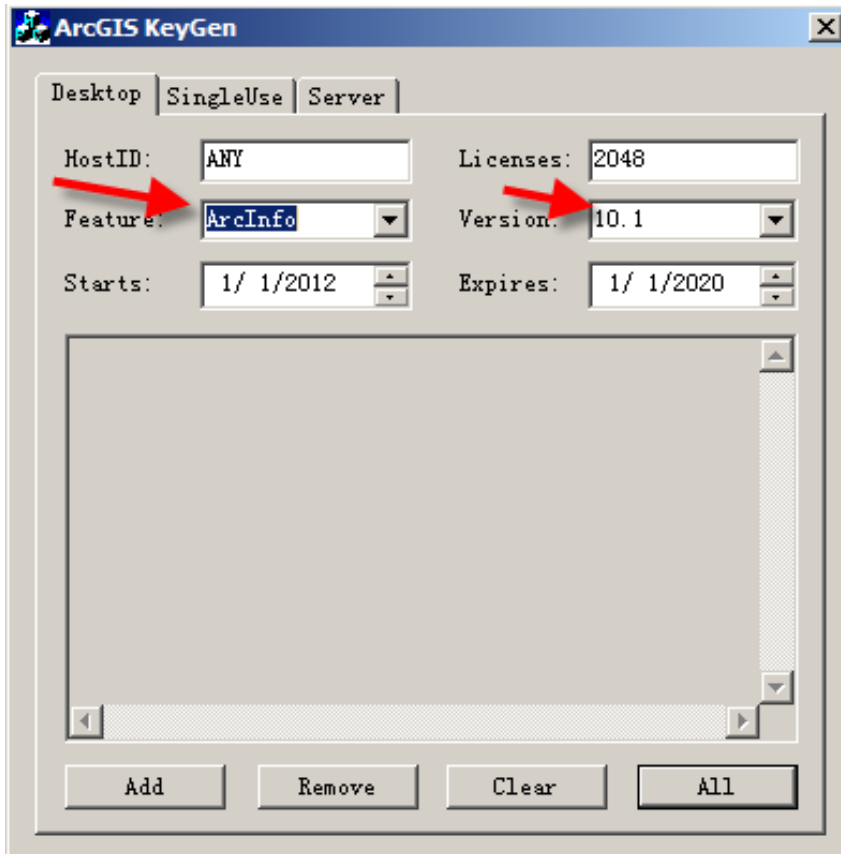 ArcGIS KeyGen
Desktop SingleUse Server
HostID: ANY Licenses: 2048
Feature: ArcInfo Version: 10.1
Starts: 1/ 1/2012 Expires: 1/ 1/2020
Add Remove Clear All